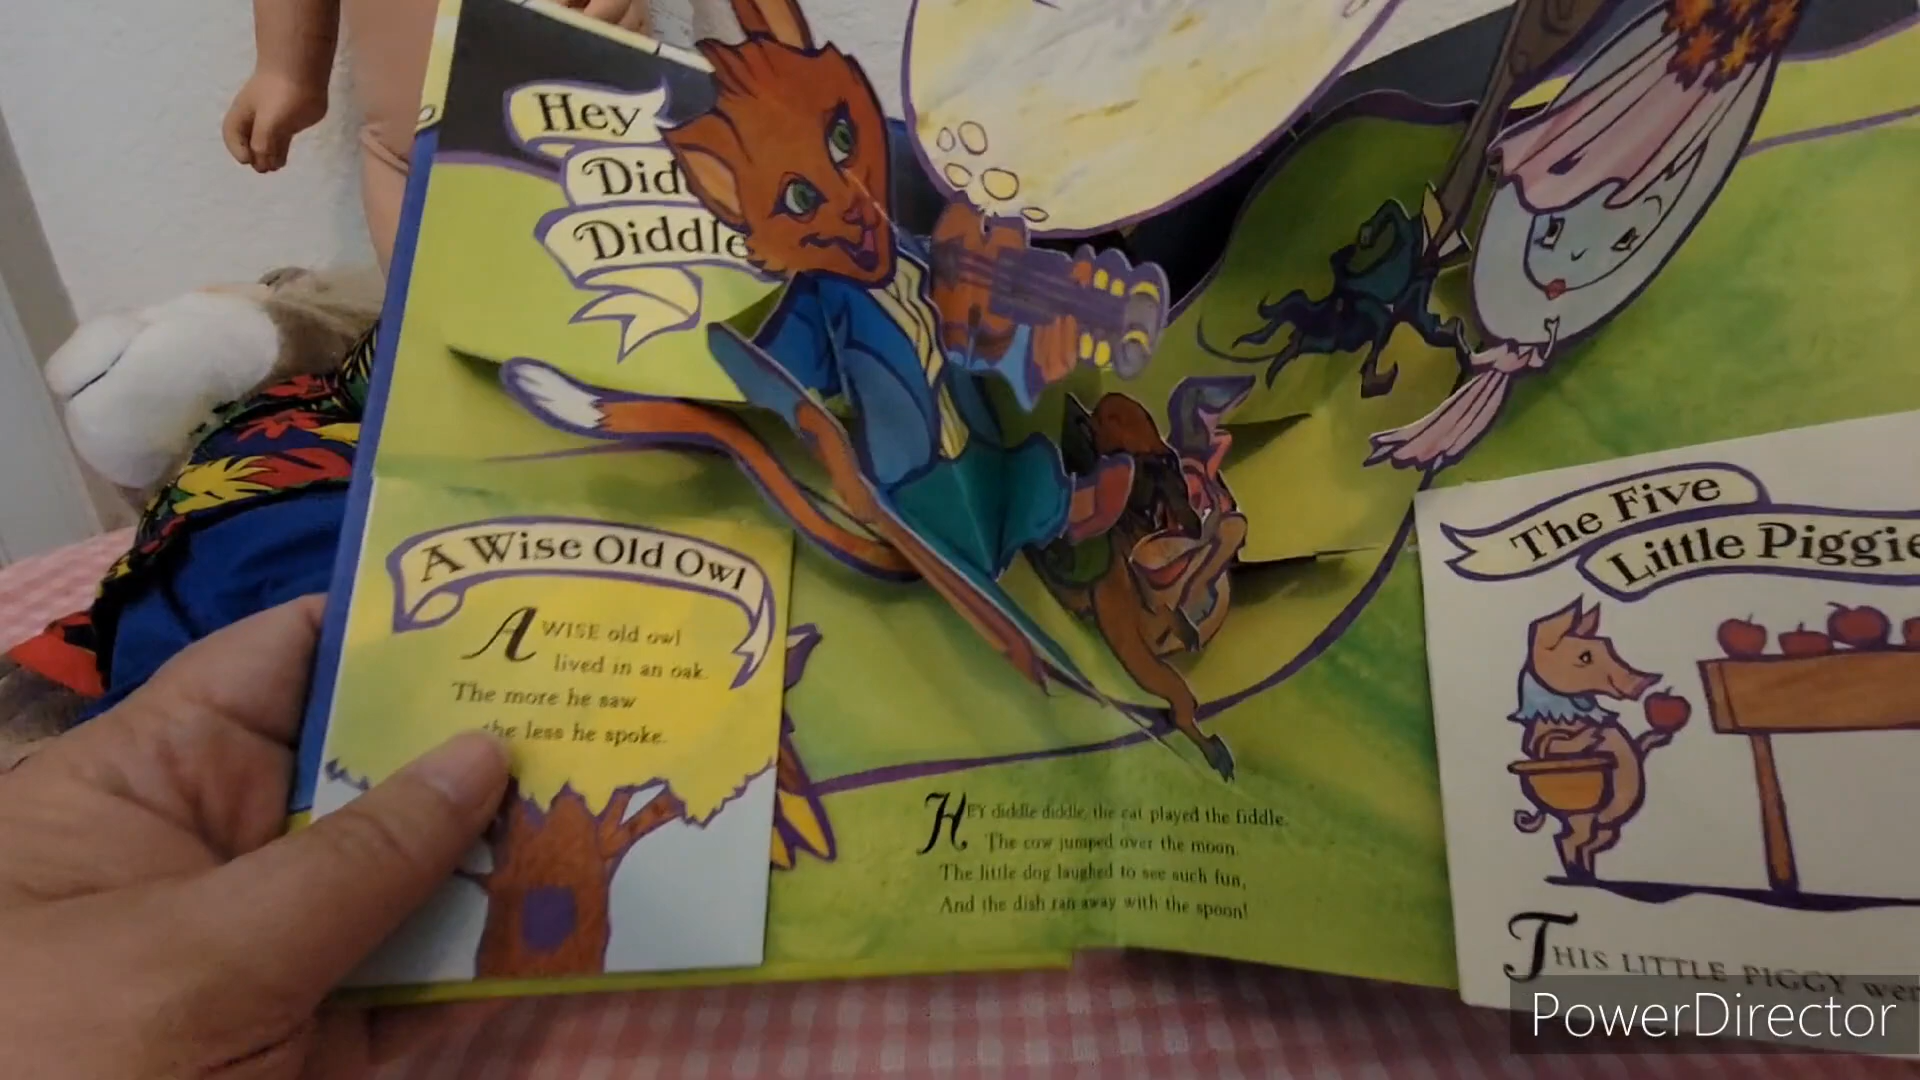 Hey
Diddle
A Wise Old Owl
A WISE old owl
lived in an oak.
The more he saw
the less he spoke.
HEY diddle diddle, the cat played the fiddle.
The cow jumped over the moon.
The little dog laughed to see such fun,
And the dish ran away with the spoon!
The Five
Little
THIS LITTLE PIGGY
PowerDirector